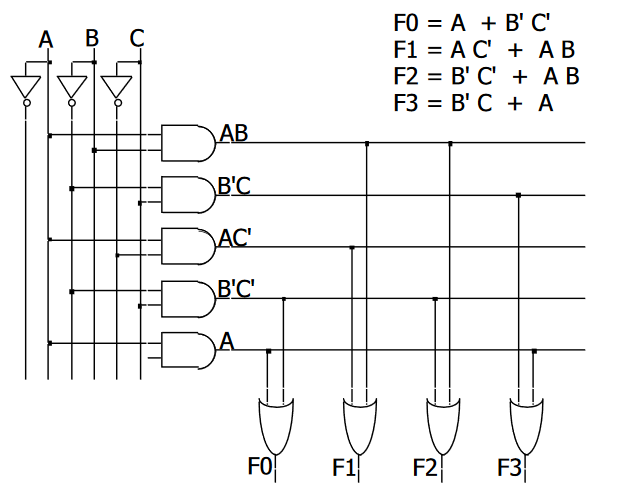 F0 = A + B' C'
F1 = A C' + A B
F2 = B' C' + A B
F3 = B' C + A
A B C
AB
B'C
AC'
B'C'
A
F0 F1 F2 F3